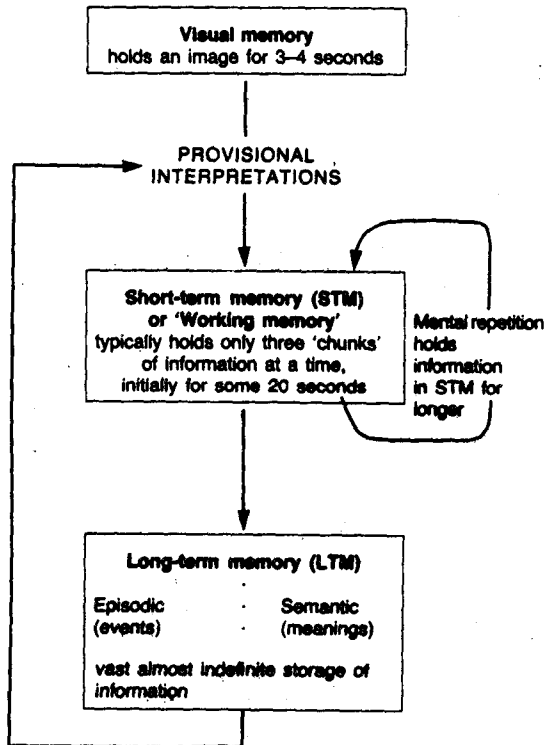 Visual memory
holds an image for 3–4 seconds
PROVISIONAL
INTERPRETATIONS
Short-term memory (STM)
or ‘Working memory’
typically holds only three ‘chunks’
of information at a time,
initially for some 20 seconds
Mental repetition
holds
information
in STM for
longer
Long-term memory (LTM)
Episodic
(events)
Semantic
(meanings)
vast almost indefinite storage of
information